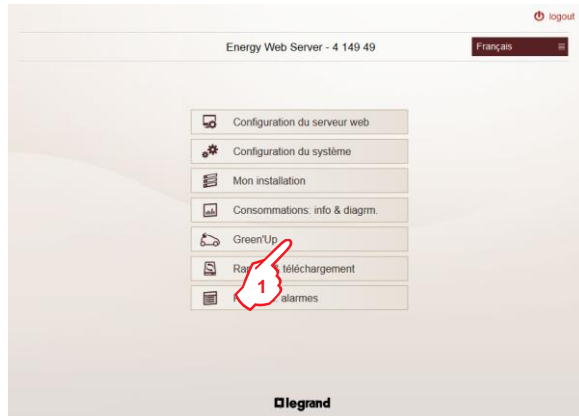 logout
Energy Web Server - 4 149 49
Français
Configuration du serveur web
Configuration du système
Mon installation
Consommations: info & diagrm.
Green'Up
téléchargement
1
alarmes
legrand